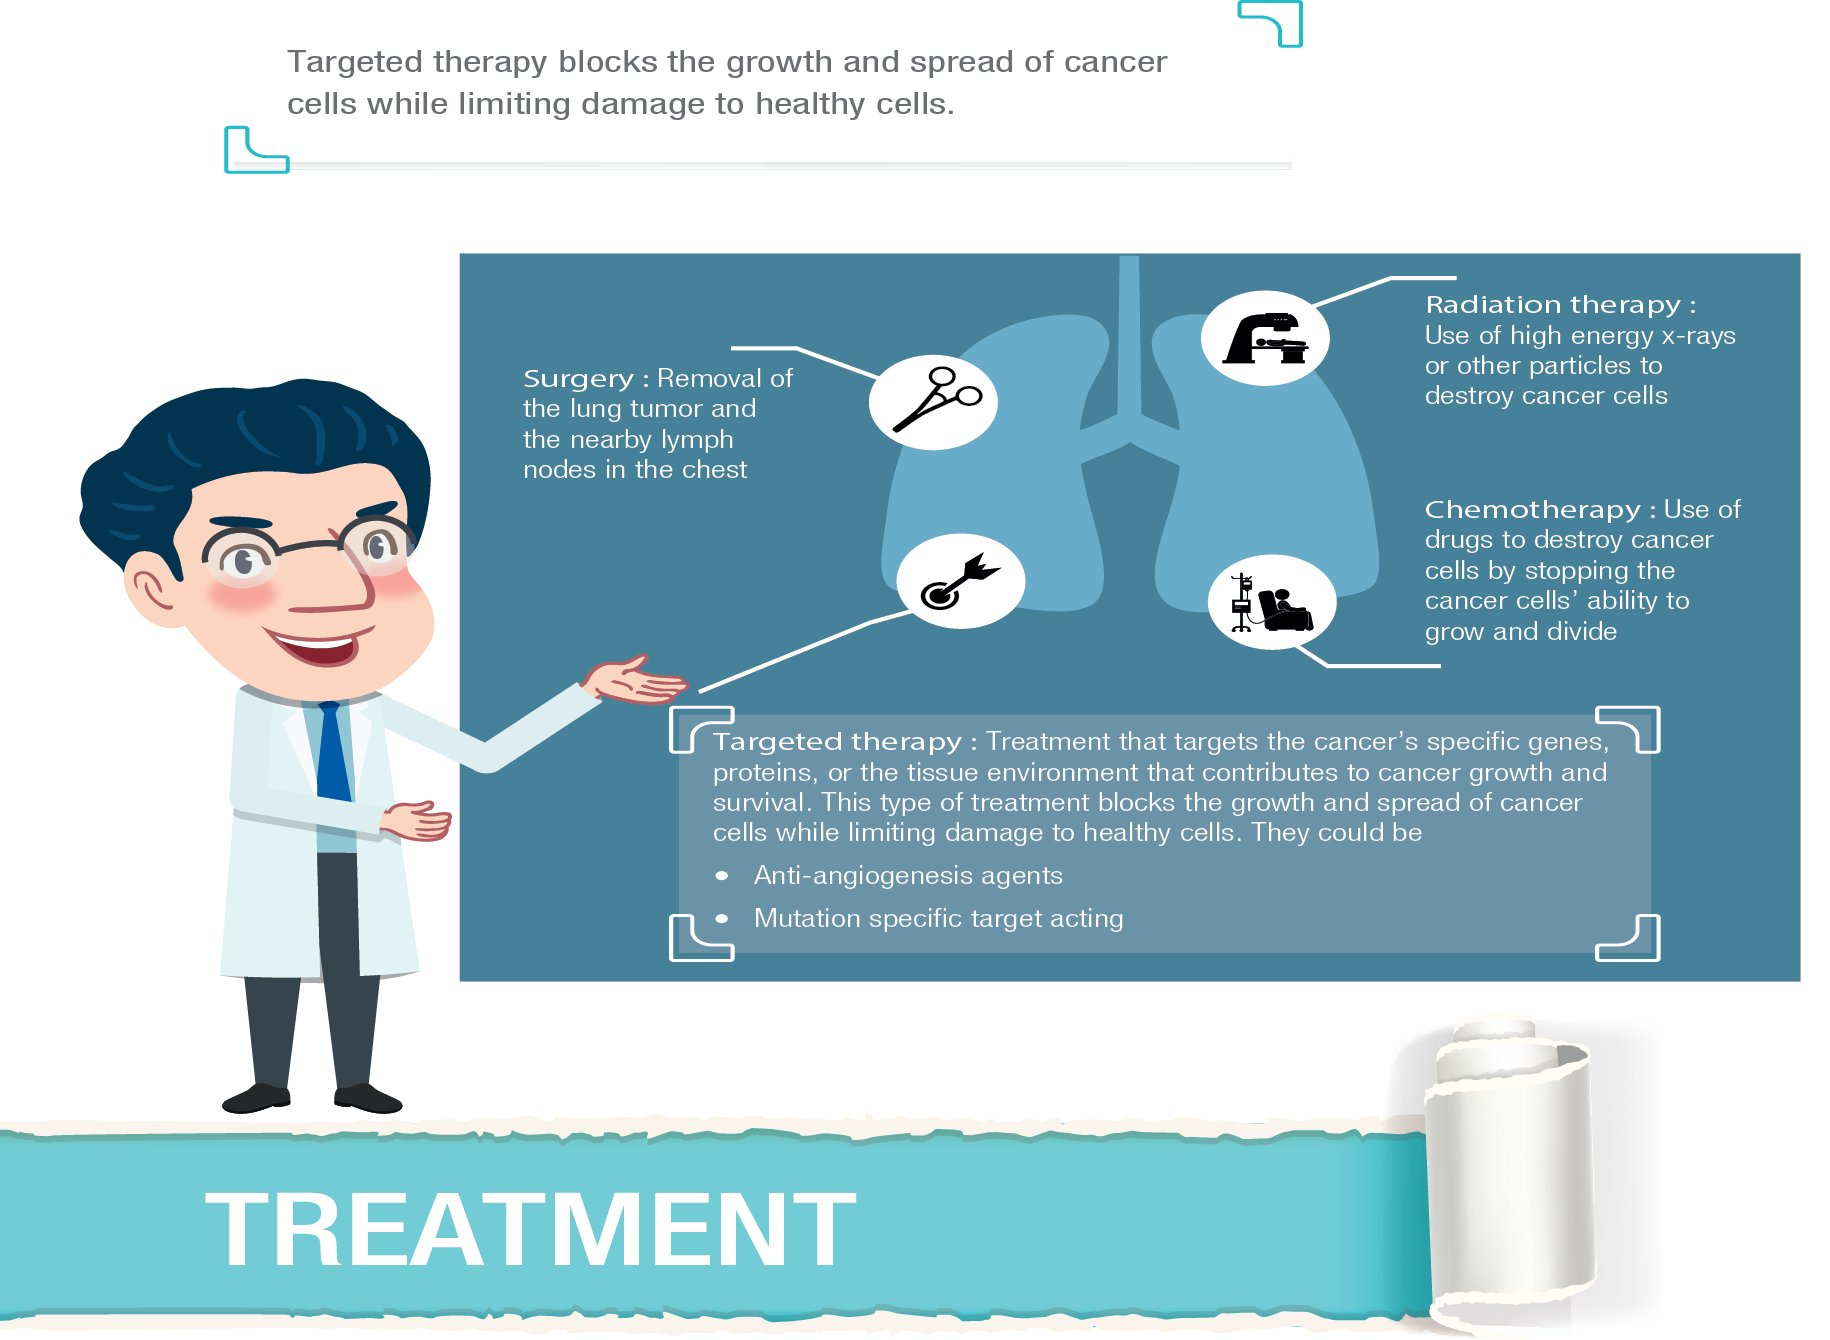 Targeted therapy blocks the growth and spread of cancer
cells while limiting damage to healthy cells.
Surgery : Removal of
the lung tumor and
the nearby lymph
nodes in the chest
Radiation therapy :
Use of high energy x-rays
or other particles to
destroy cancer cells
Chemotherapy : Use of
drugs to destroy cancer
cells by stopping the
cancer cells’ ability to
grow and divide
Targeted therapy : Treatment that targets the cancer’s specific genes,
proteins, or the tissue environment that contributes to cancer growth and
survival. This type of treatment blocks the growth and spread of cancer
cells while limiting damage to healthy cells. They could be
• Anti-angiogenesis agents
• Mutation specific target acting
TREATMENT